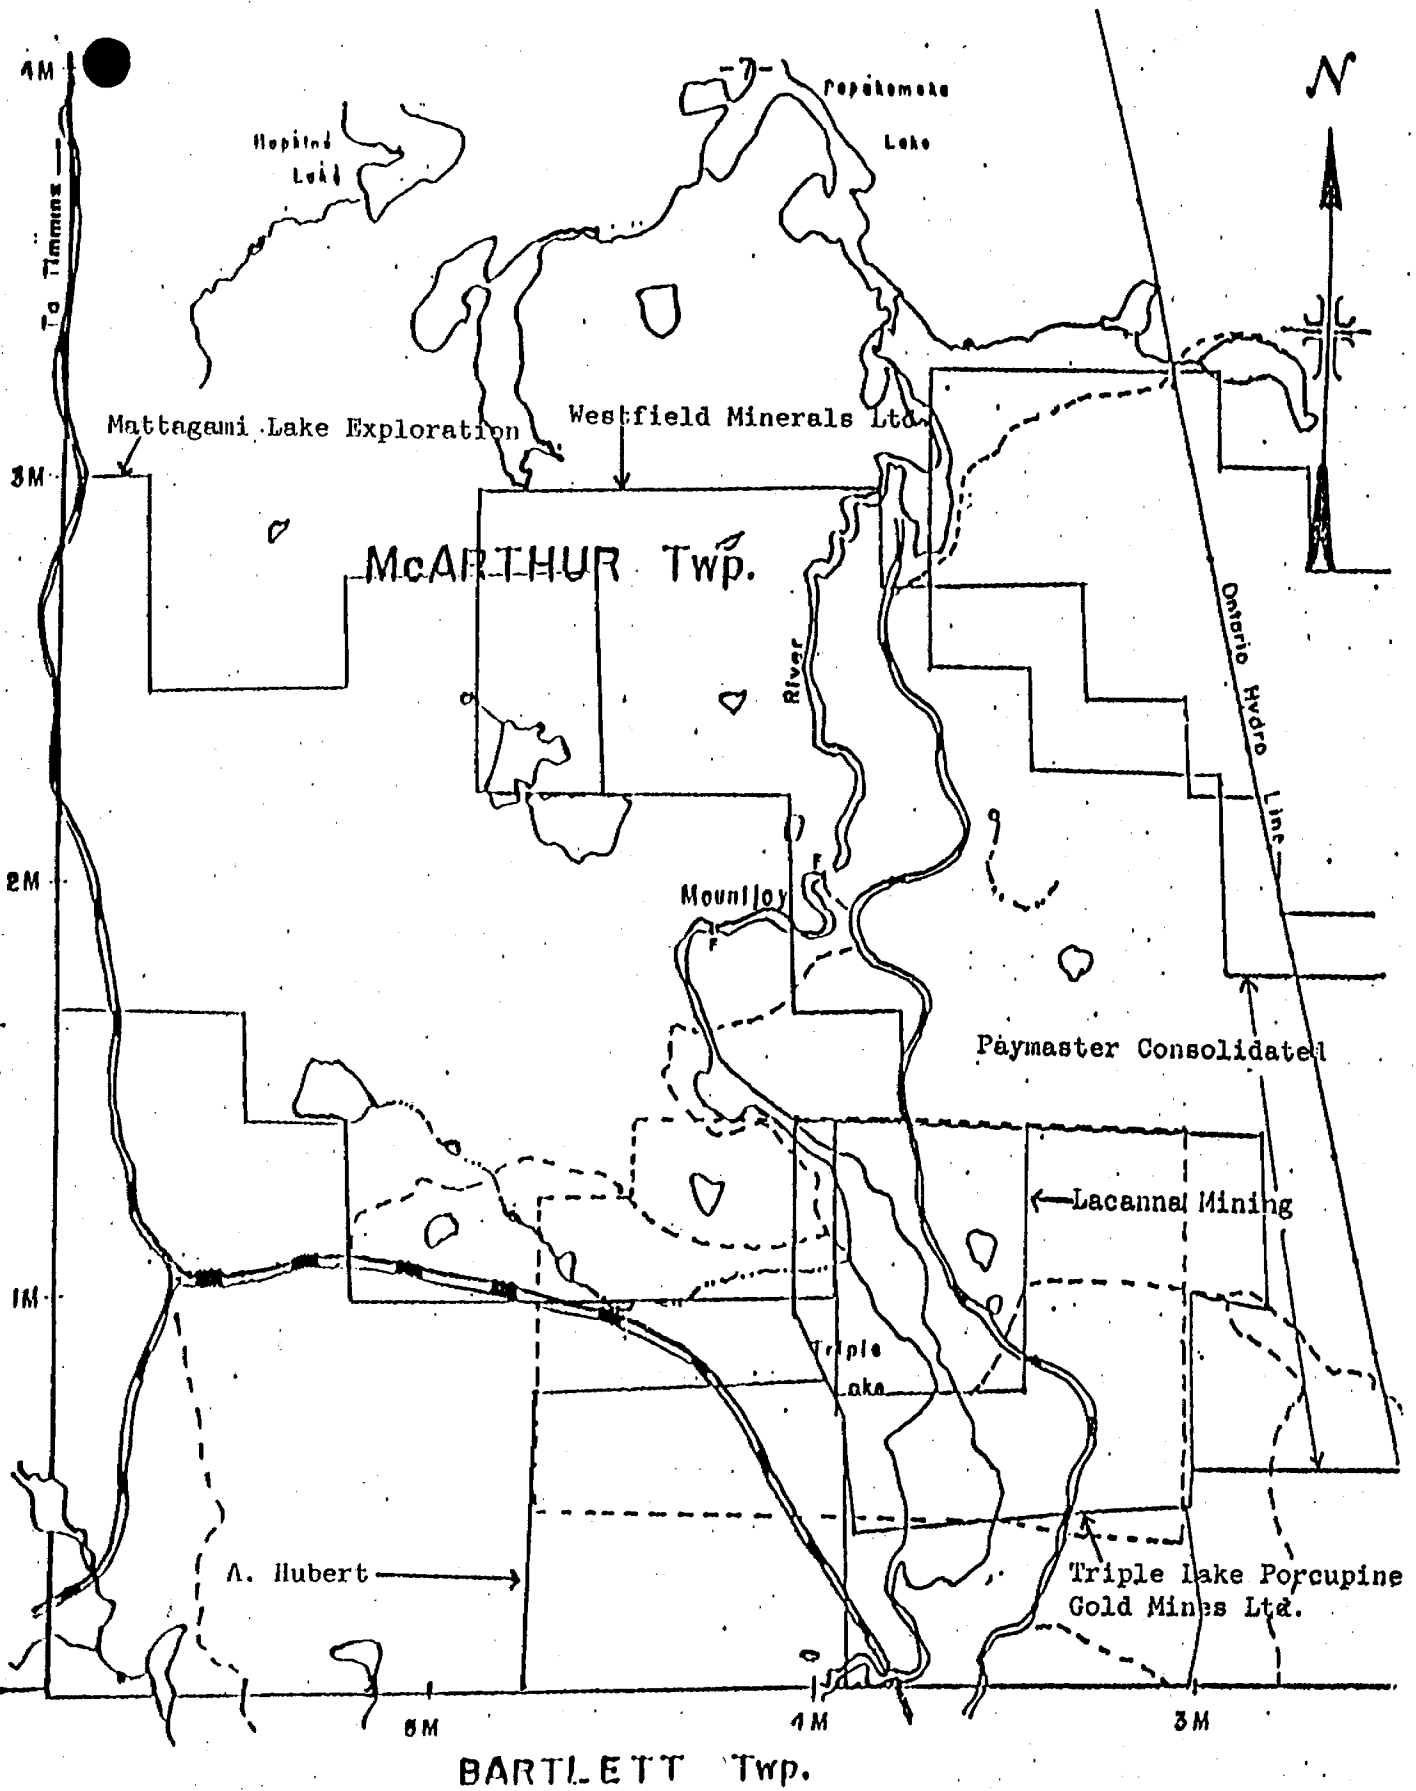 4M
N
Papakomeka
Lake
To Timmins
Mattagami Lake Exploration
Westfield Minerals Ltd.
3M
McARTHUR Twp.
River
Ontario Hydro Line
2M
F
Mountjoy
F
Paymaster Consolidated
Lacanna Mining
1M
Triple
Lake
A. Hubert
Triple Lake Porcupine
Gold Mines Ltd.
5M
4M
3M
BARTLETT Twp.